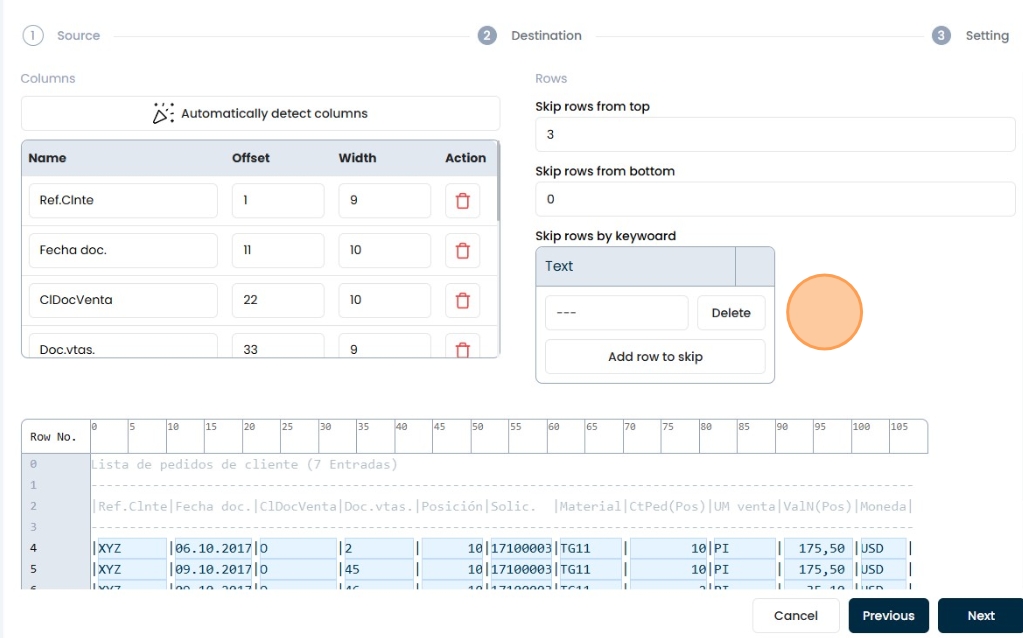 1 Source 2 Destination 3 Setting
Columns
Automatically detect columns
Name Offset Width Action
Ref.Clnte 1 9
Fecha doc. 11 10
ClDocVenta 22 10
Doc.vtas. 33 9
Rows
Skip rows from top
3
Skip rows from bottom
0
Skip rows by keywoard
Text
--- Delete
Add row to skip
Row No. 0 5 10 15 20 25 30 35 40 45 50 55 60 65 70 75 80 85 90 95 100 105
0 Lista de pedidos de cliente (7 Entradas)
1 ------------------------------------------------------------------------------------------------------------
2 |Ref.Clnte|Fecha doc.|ClDocVenta|Doc.vtas.|Posición|Solic.  |Material|CtPed(Pos)|UM venta|ValN(Pos)|Moneda|
3 ------------------------------------------------------------------------------------------------------------
4 |XYZ      |06.10.2017|O         |2        |      10|17100003|TG11    |        10|PI      |  175,50 |USD   |
5 |XYZ      |09.10.2017|O         |45       |      10|17100003|TG11    |        10|PI      |  175,50 |USD   |
Cancel Previous Next